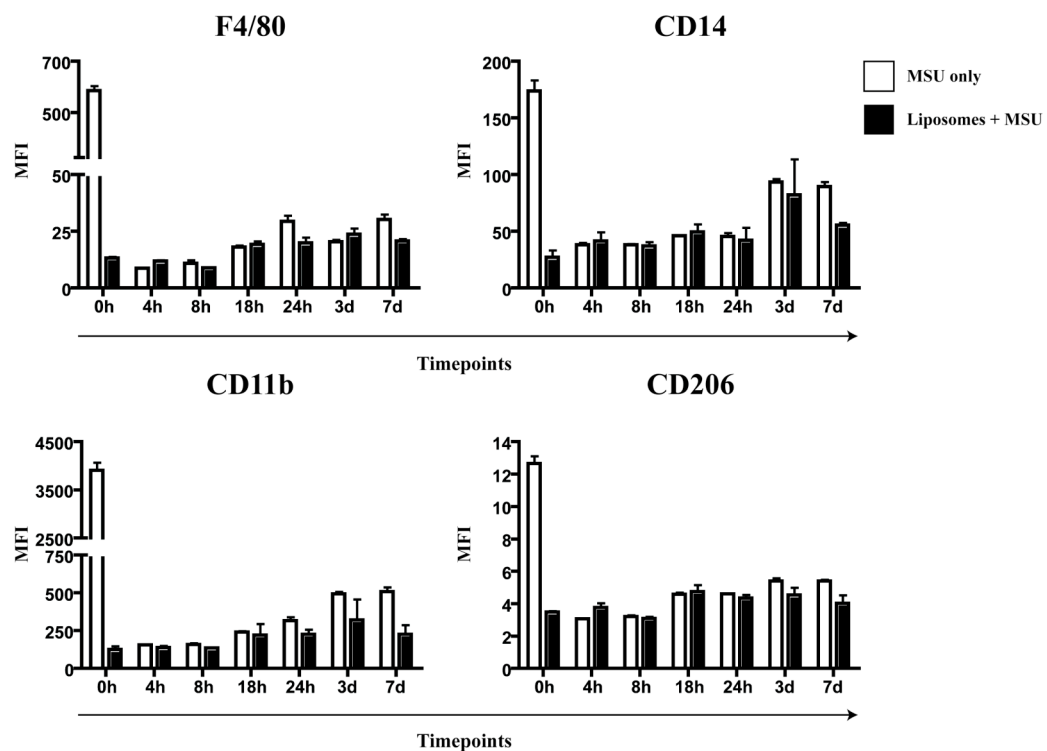 F4/80
MFI
700
500
50
25
0
0h 4h 8h 18h 24h 3d 7d
CD14
MFI
200
150
100
50
0
0h 4h 8h 18h 24h 3d 7d
MSU only
Liposomes + MSU
Timepoints
CD11b
MFI
4500
3500
2500
750
500
250
0
0h 4h 8h 18h 24h 3d 7d
Timepoints
CD206
MFI
14
12
10
8
6
4
2
0
0h 4h 8h 18h 24h 3d 7d
Timepoints